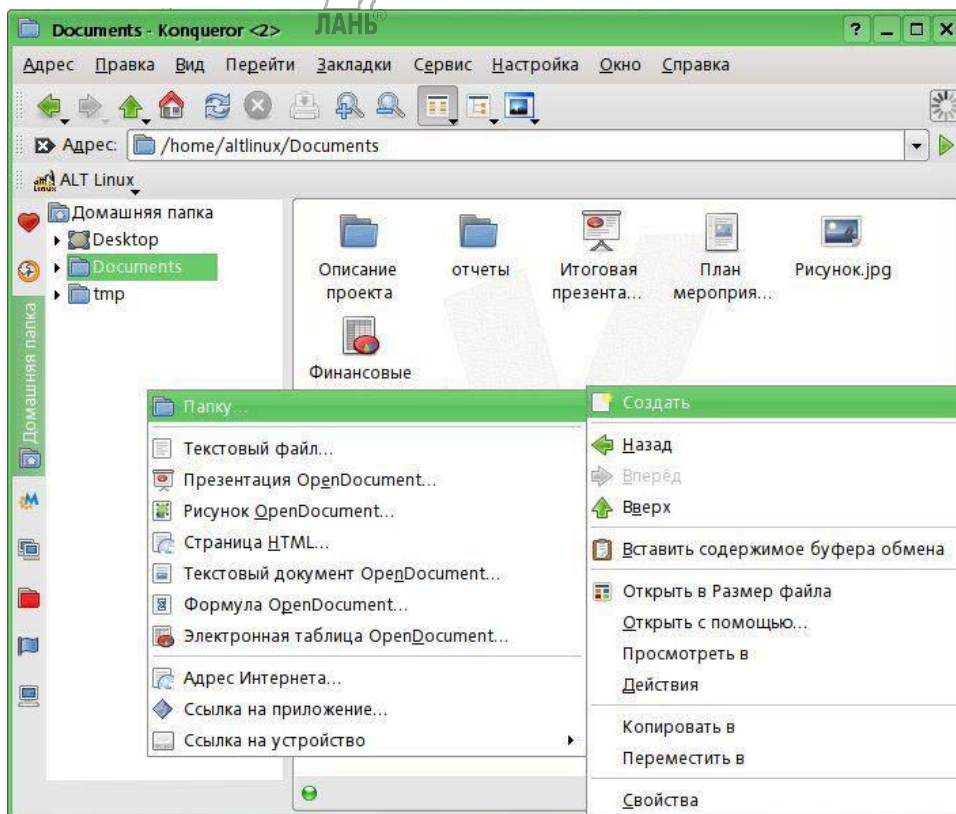 ЛАНЬ®
Documents - Konqueror <2>
Адрес Правка Вид Перейти Закладки Сервис Настройка Окно Справка
Адрес: /home/altlinux/Documents
ALT Linux
Домашняя папка
Desktop
Documents
tmp
Домашняя папка
Описание проекта
отчеты
Итоговая презента...
План мероприя...
Рисунок.jpg
Финансовые
Папку...
Текстовый файл...
Презентация OpenDocument...
Рисунок OpenDocument...
Страница HTML...
Текстовый документ OpenDocument...
Формула OpenDocument...
Электронная таблица OpenDocument...
Адрес Интернета...
Ссылка на приложение...
Ссылка на устройство
Создать
Назад
Вперёд
Вверх
Вставить содержимое буфера обмена
Открыть в Размер файла
Открыть с помощью...
Просмотреть в
Действия
Копировать в
Переместить в
Свойства